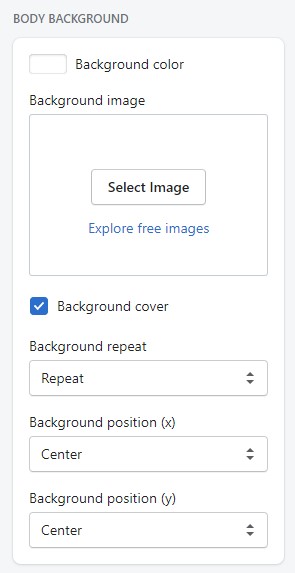 BODY BACKGROUND
Background color
Background image
Select Image
Explore free images
Background cover
Background repeat
Repeat
Background position (x)
Center
Background position (y)
Center